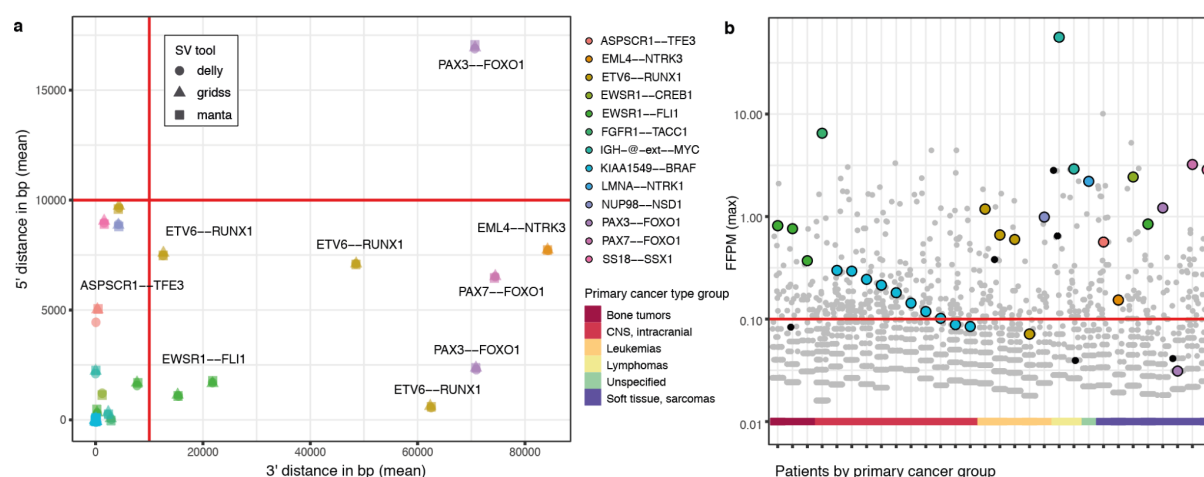 a
SV tool
delly
gridss
manta
PAX3––FOXO1
ETV6––RUNX1
ETV6––RUNX1
EML4––NTRK3
ASPSCR1––TFE3
PAX7––FOXO1
EWSR1––FLI1
PAX3––FOXO1
ETV6––RUNX1
15000
10000
5000
0
5' distance in bp (mean)
0
20000
40000
60000
80000
3' distance in bp (mean)
ASPSCR1––TFE3
EML4––NTRK3
ETV6––RUNX1
EWSR1––CREB1
EWSR1––FLI1
FGFR1––TACC1
IGH–@–ext––MYC
KIAA1549––BRAF
LMNA––NTRK1
NUP98––NSD1
PAX3––FOXO1
PAX7––FOXO1
SS18––SSX1
Primary cancer type group
Bone tumors
CNS, intracranial
Leukemias
Lymphomas
Unspecified
Soft tissue, sarcomas
b
10.00
1.00
0.10
0.01
FFPM (max)
Patients by primary cancer group